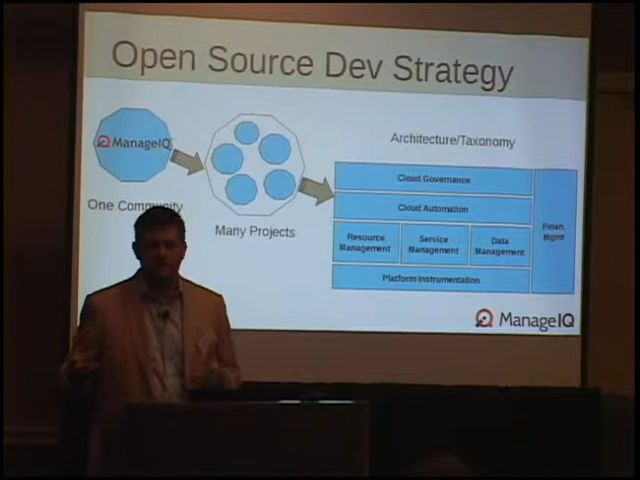 Open Source Dev Strategy
ManageIQ
One Community
Many Projects
Architecture/Taxonomy
Cloud Governance
Cloud Automation
Resource
Management
Service
Management
Data
Management
Finan.
Mgmt
Platform Instrumentation
ManageIQ